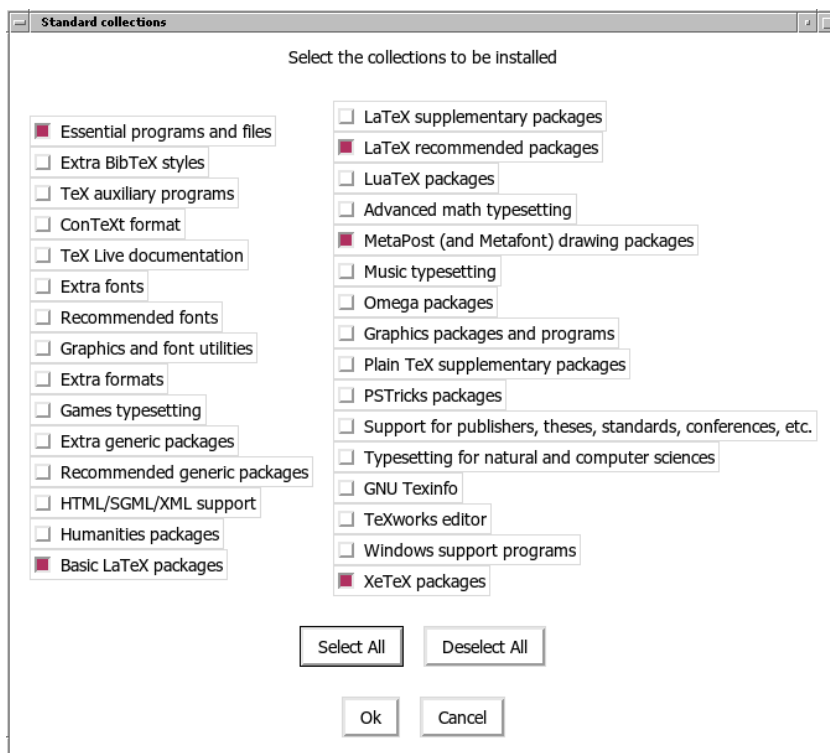 Standard collections
Select the collections to be installed
Essential programs and files
Extra BibTeX styles
TeX auxiliary programs
ConTeXt format
TeX Live documentation
Extra fonts
Recommended fonts
Graphics and font utilities
Extra formats
Games typesetting
Extra generic packages
Recommended generic packages
HTML/SGML/XML support
Humanities packages
Basic LaTeX packages
LaTeX supplementary packages
LaTeX recommended packages
LuaTeX packages
Advanced math typesetting
MetaPost (and Metafont) drawing packages
Music typesetting
Omega packages
Graphics packages and programs
Plain TeX supplementary packages
PSTricks packages
Support for publishers, theses, standards, conferences, etc.
Typesetting for natural and computer sciences
GNU Texinfo
TeXworks editor
Windows support programs
XeTeX packages
Select All
Deselect All
Ok
Cancel